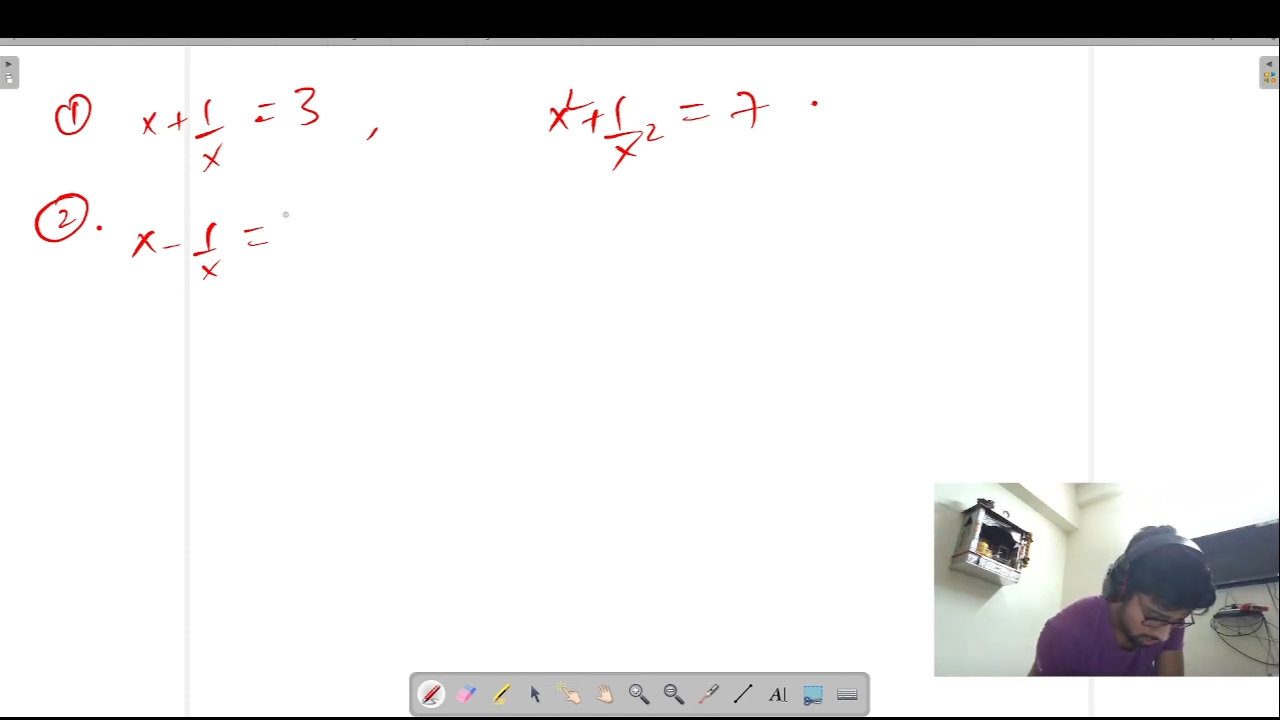 ① x + 1/x = 3 , x² + 1/x² = 7 .
② . x - 1/x =
A